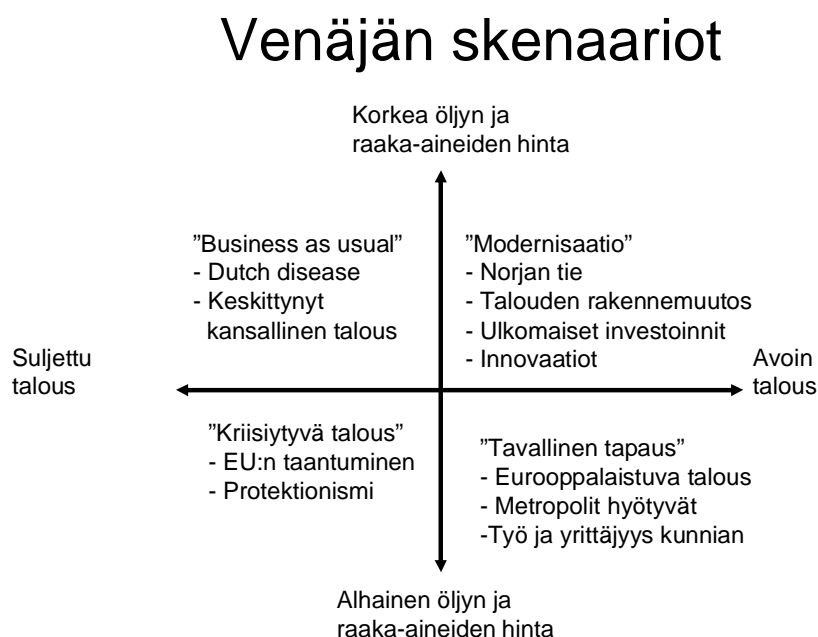 Venäjän skenaariot
Korkea öljyn ja
raaka-aineiden hinta
”Business as usual”
- Dutch disease
- Keskittynyt
kansallinen talous
”Modernisaatio”
- Norjan tie
- Talouden rakennemuutos
- Ulkomaiset investoinnit
- Innovaatiot
Suljettu
talous
Avoin
talous
”Kriisiytyvä talous”
- EU:n taantuminen
- Protektionismi
”Tavallinen tapaus”
- Eurooppalaistuva talous
- Metropolit hyötyvät
-Työ ja yrittäjyys kunnian
Alhainen öljyn ja
raaka-aineiden hinta